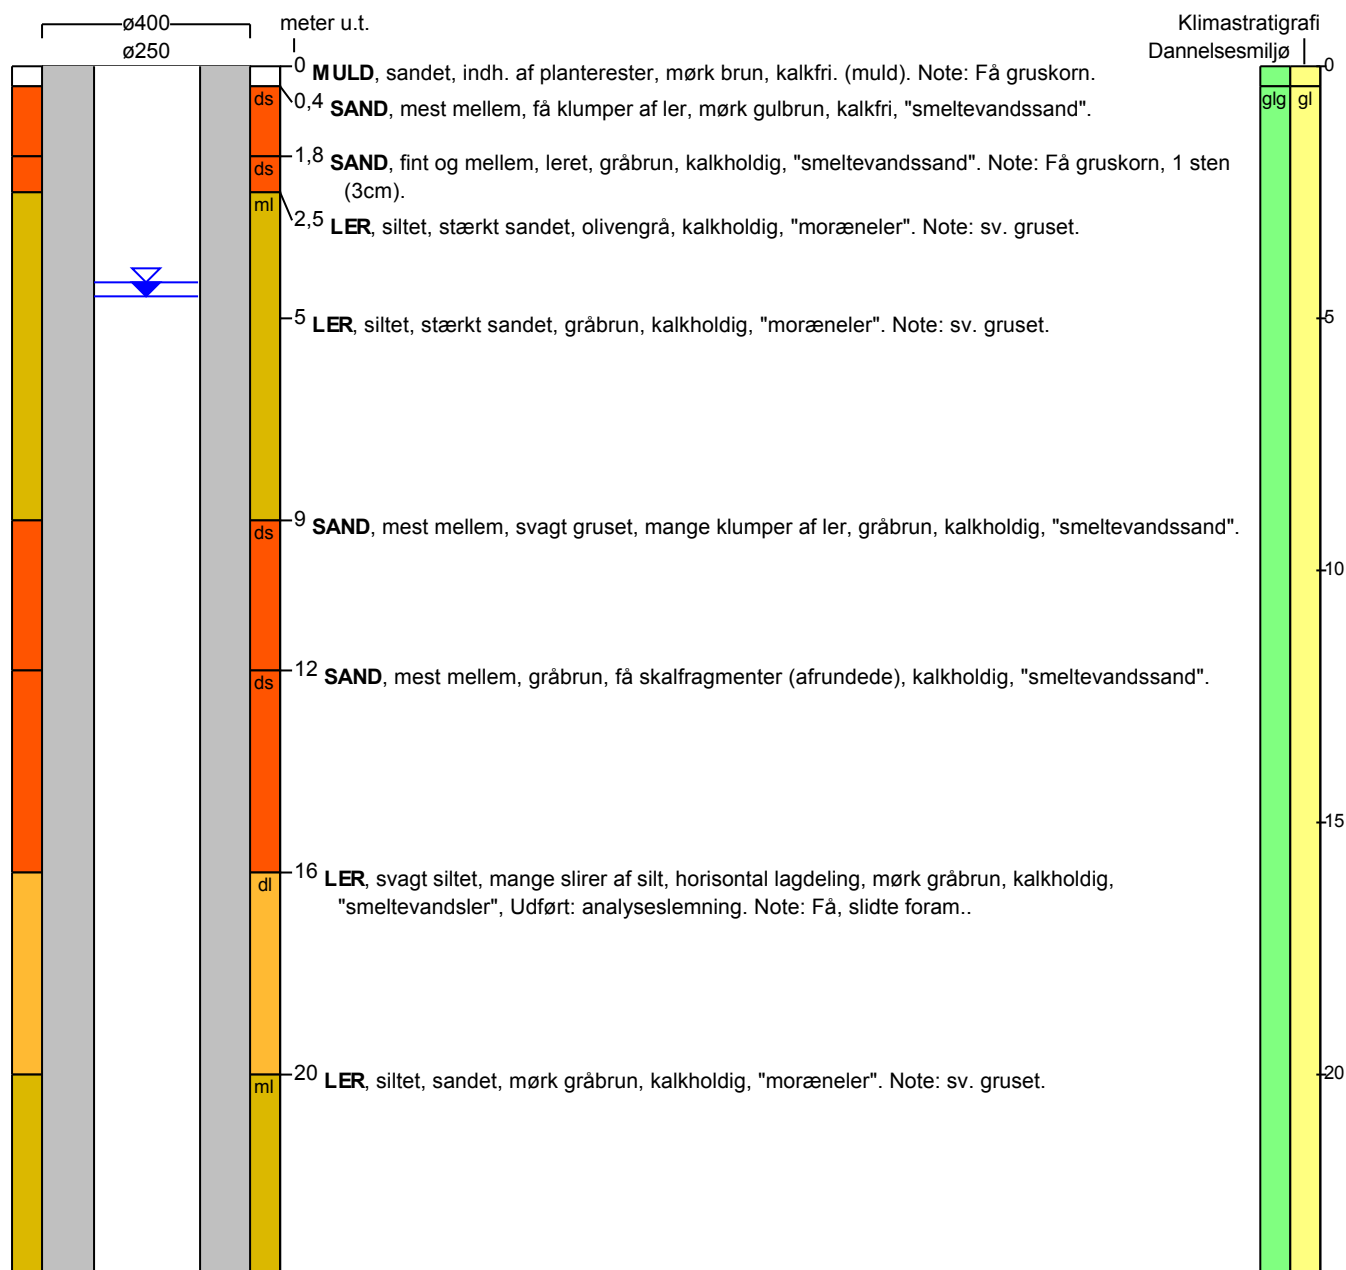 ø400
meter u.t.
Klimastratigrafi
ø250
Dannelsesmiljø
0
MULD, sandet, indh. af planterester, mørk brun, kalkfri. (muld). Note: Få gruskorn.
0
ds
0,4
SAND, mest mellem, få klumper af ler, mørk gulbrun, kalkfri, "smeltevandssand".
glg
gl
ds
1,8
SAND, fint og mellem, leret, gråbrun, kalkholdig, "smeltevandssand". Note: Få gruskorn, 1 sten
(3cm).
ml
2,5
LER, siltet, stærkt sandet, olivengrå, kalkholdig, "moræneler". Note: sv. gruset.
5
LER, siltet, stærkt sandet, gråbrun, kalkholdig, "moræneler". Note: sv. gruset.
5
9
SAND, mest mellem, svagt gruset, mange klumper af ler, gråbrun, kalkholdig, "smeltevandssand".
ds
10
12
SAND, mest mellem, gråbrun, få skalfragmenter (afrundede), kalkholdig, "smeltevandssand".
ds
15
16
LER, svagt siltet, mange slirer af silt, horisontal lagdeling, mørk gråbrun, kalkholdig,
"smeltevandsler", Udført: analyseslemning. Note: Få, slidte foram..
dl
20
LER, siltet, sandet, mørk gråbrun, kalkholdig, "moræneler". Note: sv. gruset.
ml
20